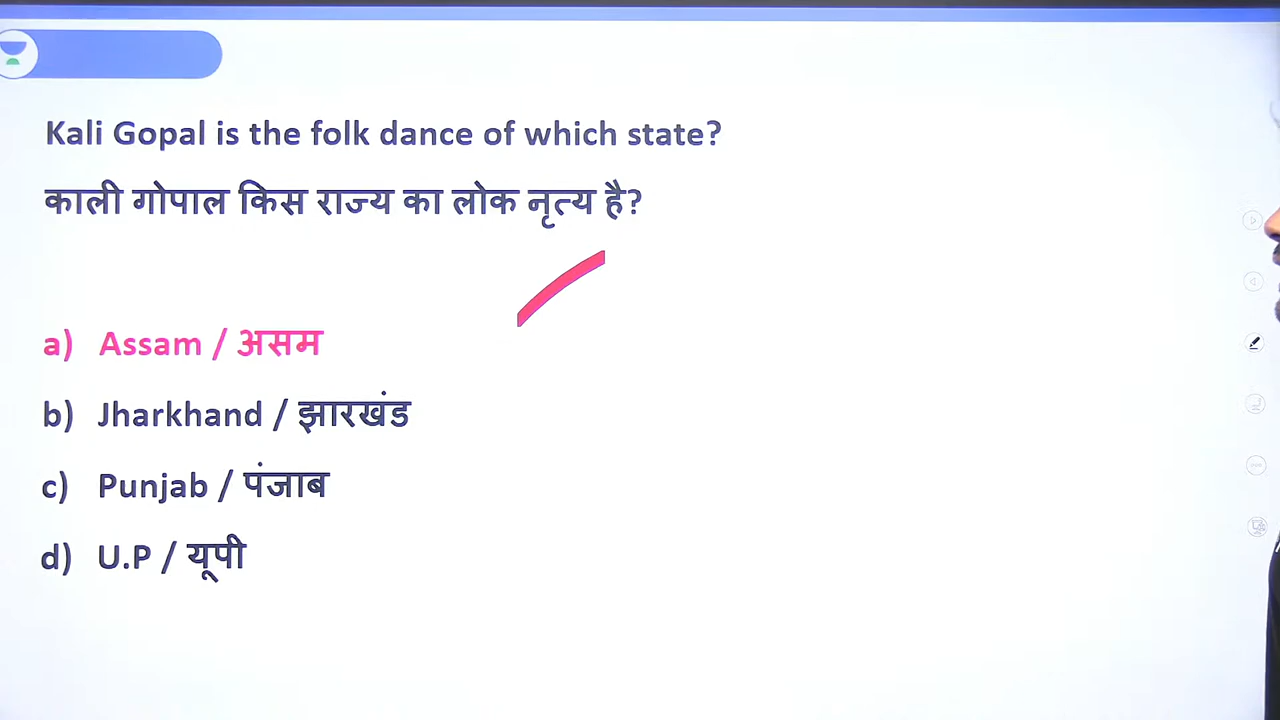 Kali Gopal is the folk dance of which state?
काली गोपाल किस राज्य का लोक नृत्य है?
a) Assam / असम
b) Jharkhand / झारखंड
c) Punjab / पंजाब
d) U.P / यूपी